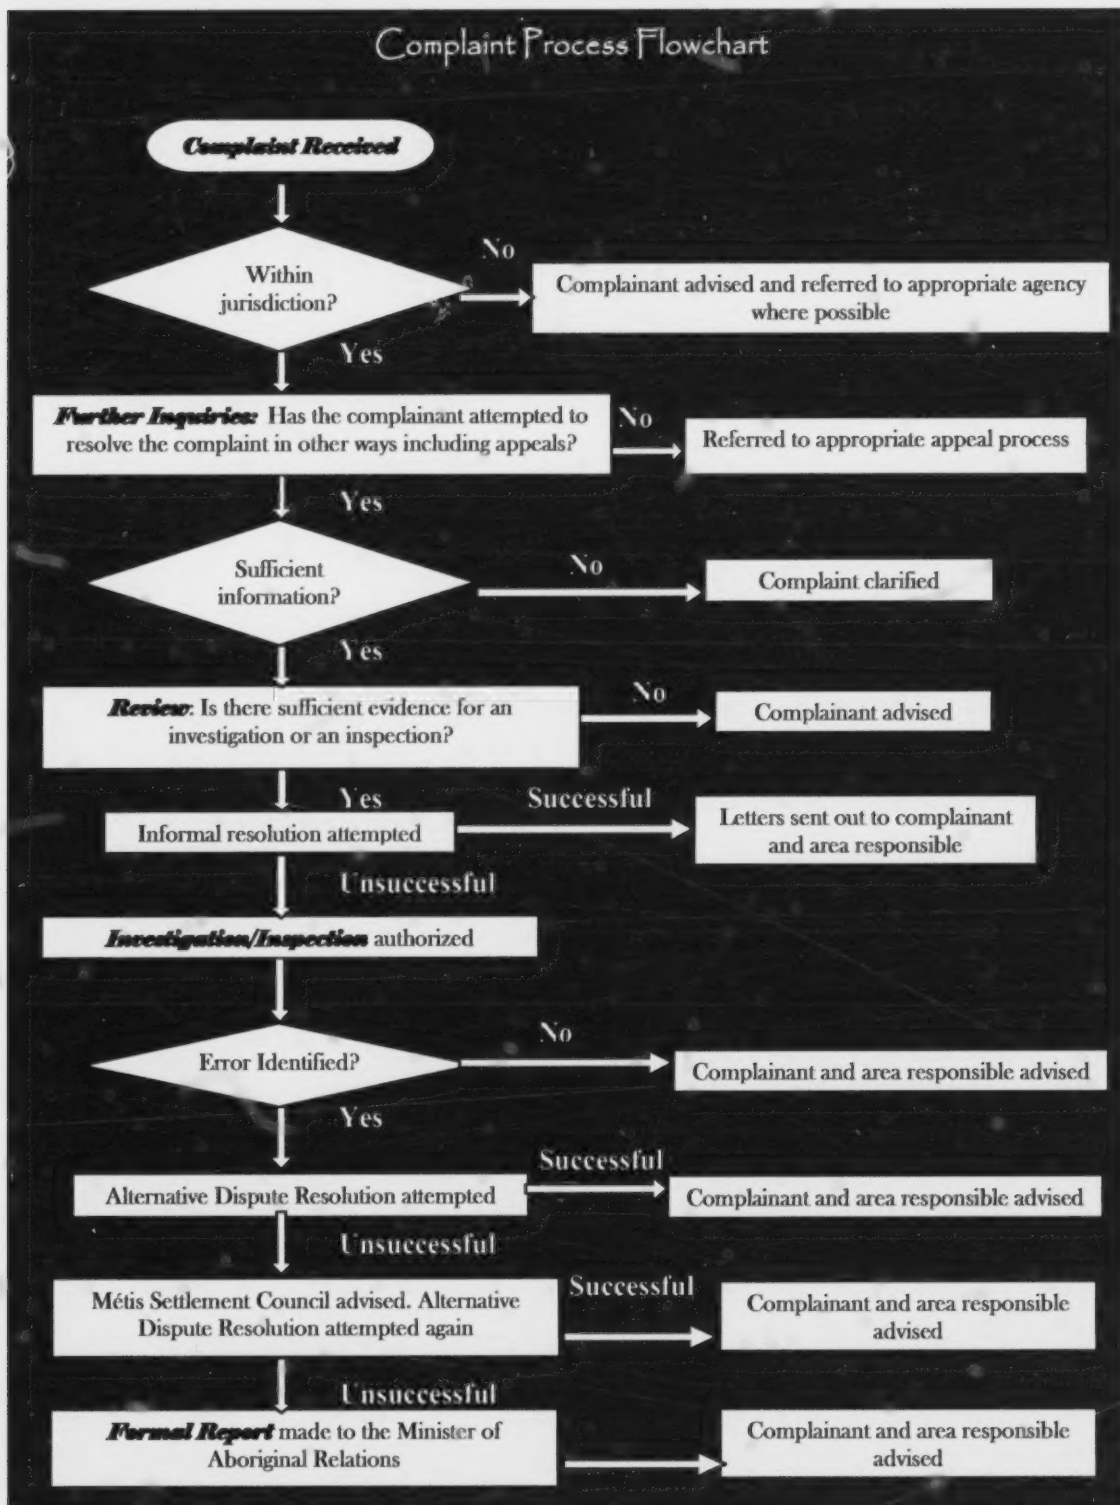 Complaint Process Flowchart
Complaint Received
Within
jurisdiction?
No
Complainant advised and referred to appropriate agency
where possible
Yes
Further Inquiries: Has the complainant attempted to
resolve the complaint in other ways including appeals?
No
Referred to appropriate appeal process
Yes
Sufficient
information?
No
Complaint clarified
Yes
Review: Is there sufficient evidence for an
investigation or an inspection?
No
Complainant advised
Yes
Informal resolution attempted
Successful
Letters sent out to complainant
and area responsible
Unsuccessful
Investigation/Inspection authorized
Error Identified?
No
Complainant and area responsible advised
Yes
Alternative Dispute Resolution attempted
Successful
Complainant and area responsible advised
Unsuccessful
Métis Settlement Council advised. Alternative
Dispute Resolution attempted again
Successful
Complainant and area responsible
advised
Unsuccessful
Formal Report made to the Minister of
Aboriginal Relations
Complainant and area responsible
advised